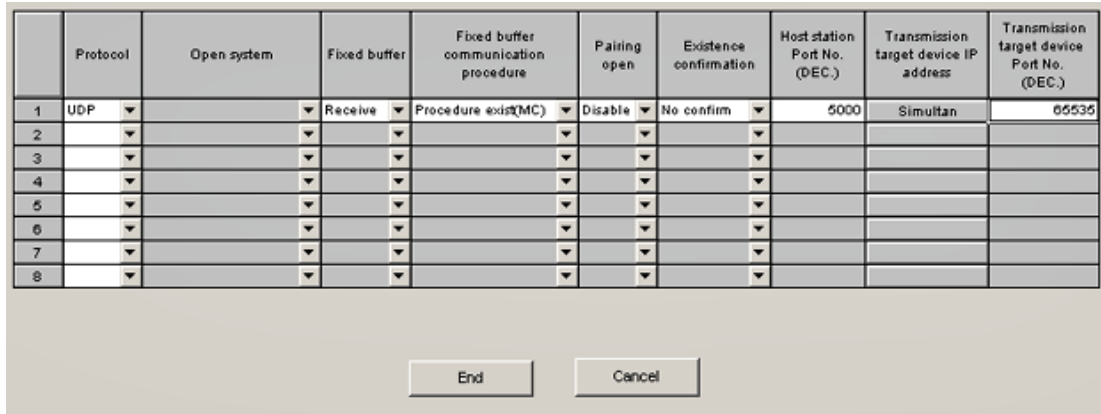 Protocol Open system Fixed buffer Fixed buffer communication procedure Pairing open Existence confirmation Host station Port No. (DEC.) Transmission target device IP address Transmission target device Port No. (DEC.)
1 UDP Receive Procedure exist(MC) Disable No confirm 5000 Simultan 65535
2
3
4
5
6
7
8
End Cancel